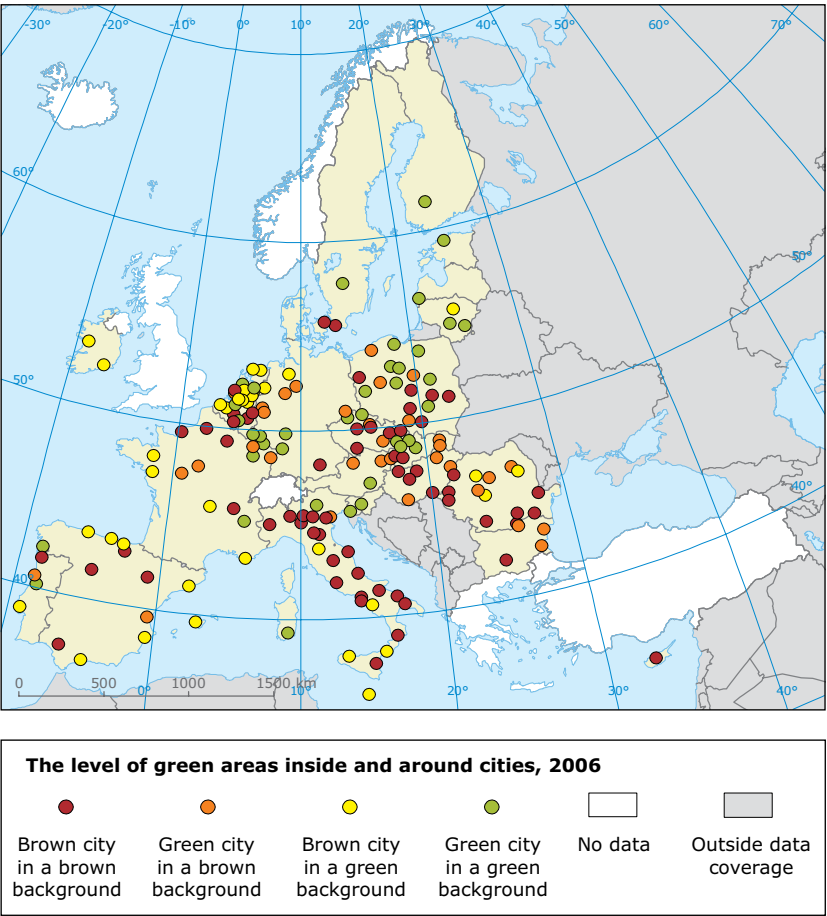 -30° -20° -10° 0° 10° 20° 30° 40° 50° 60° 70°
60°
50°
50°
40°
40°
0 500 1000 1500 km
0° 10° 20° 30° 40°
The level of green areas inside and around cities, 2006
Brown city Green city Brown city Green city No data Outside data
in a brown in a brown in a green in a green coverage
background background background background